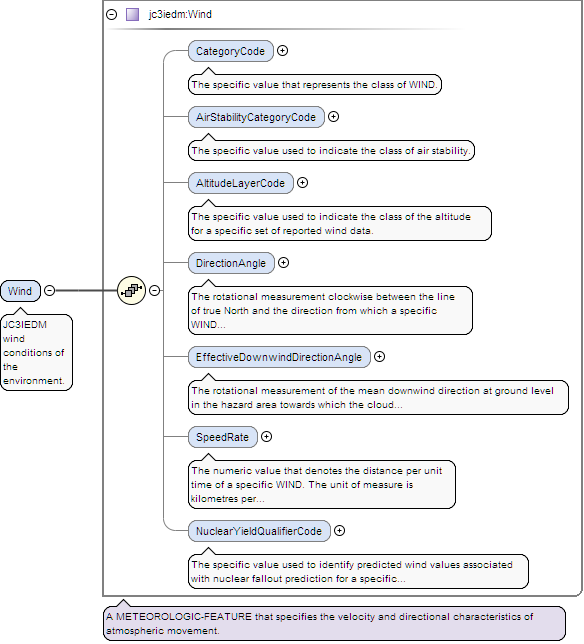 jc3iedm:Wind
CategoryCode
The specific value that represents the class of WIND.
AirStabilityCategoryCode
The specific value used to indicate the class of air stability.
AltitudeLayerCode
The specific value used to indicate the class of the altitude
for a specific set of reported wind data.
DirectionAngle
The rotational measurement clockwise between the line
of true North and the direction from which a specific
WIND...
Wind
JC3IEDM
wind
conditions of
the
environment.
EffectiveDownwindDirectionAngle
The rotational measurement of the mean downwind direction at ground level
in the hazard area towards which the cloud...
SpeedRate
The numeric value that denotes the distance per unit
time of a specific WIND. The unit of measure is
kilometres per...
NuclearYieldQualifierCode
The specific value used to identify predicted wind values associated
with nuclear fallout prediction for a specific...
A METEOROLOGIC-FEATURE that specifies the velocity and directional characteristics of
atmospheric movement.